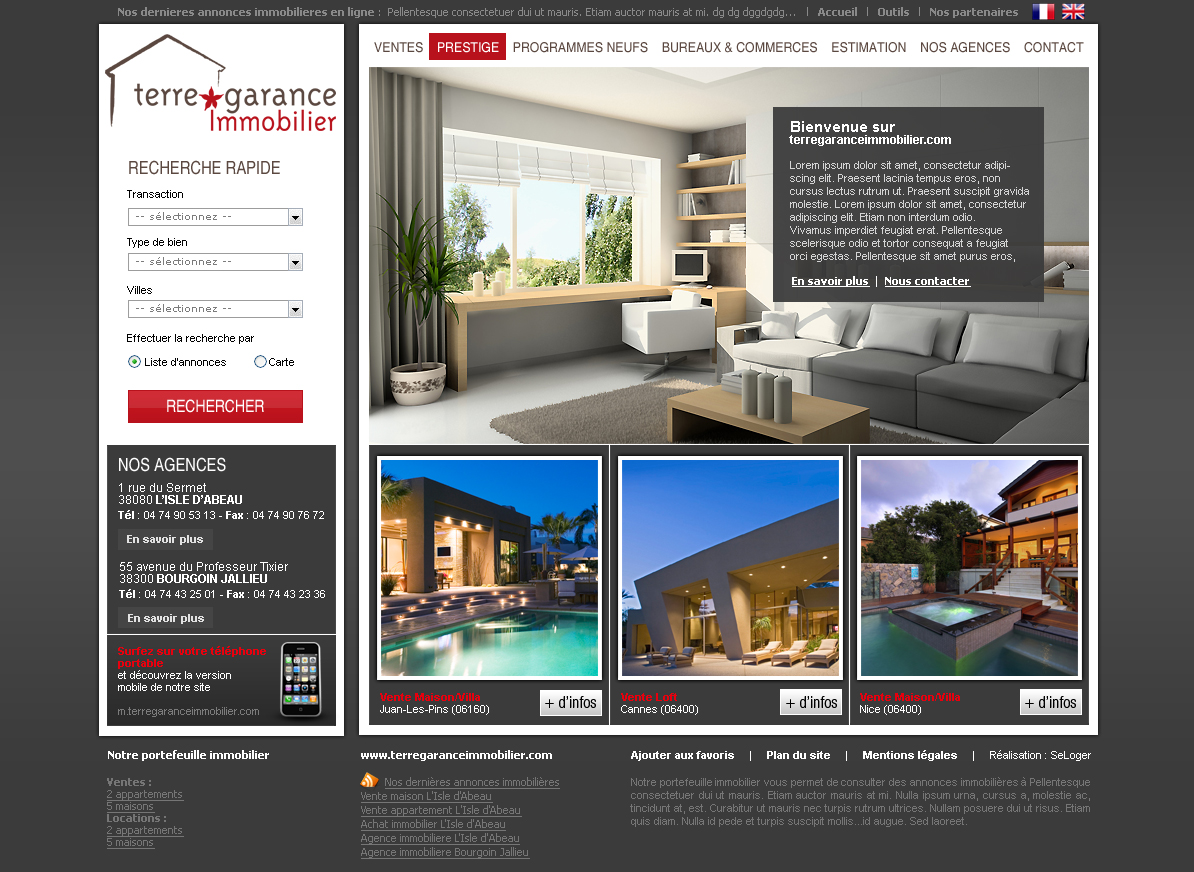 Nos dernieres annonces immobilieres en ligne : Pellentesque consectetuer dui ut mauris. Etiam auctor mauris at mi. dg dg dggdgdg... | Accueil | Outils | Nos partenaires
terre garance
Immobilier
VENTES PRESTIGE PROGRAMMES NEUFS BUREAUX & COMMERCES ESTIMATION NOS AGENCES CONTACT
RECHERCHE RAPIDE
Transaction
-- sélectionnez --
Type de bien
-- sélectionnez --
Villes
-- sélectionnez --
Effectuer la recherche par
Liste d'annonces Carte
RECHERCHER
Bienvenue sur
terregaranceimmobilier.com
Lorem ipsum dolor sit amet, consectetur adipi-
scing elit. Praesent lacinia tempus eros, non
cursus lectus rutrum ut. Praesent suscipit gravida
molestie. Lorem ipsum dolor sit amet, consectetur
adipiscing elit. Etiam non interdum odio.
Vivamus imperdiet feugiat erat. Pellentesque
scelerisque odio et tortor consequat a feugiat
orci egestas. Pellentesque sit amet purus eros,
En savoir plus | Nous contacter
NOS AGENCES
1 rue du Sermet
38080 L'ISLE D'ABEAU
Tél : 04 74 90 53 13 - Fax : 04 74 90 76 72
En savoir plus
55 avenue du Professeur Tixier
38300 BOURGOIN JALLIEU
Tél : 04 74 43 25 01 - Fax : 04 74 43 23 36
En savoir plus
Surfez sur votre téléphone
portable
et découvrez la version
mobile de notre site
m.terregaranceimmobilier.com
Vente Maison/Villa
Juan-Les-Pins (06160)
+ d'infos
Vente Loft
Cannes (06400)
+ d'infos
Vente Maison/Villa
Nice (06400)
+ d'infos
Notre portefeuille immobilier
Ventes :
2 appartements
5 maisons
Locations :
2 appartements
5 maisons
www.terregaranceimmobilier.com
Nos dernières annonces immobilières
Vente maison L'Isle d'Abeau
Vente appartement L'Isle d'Abeau
Achat immobilier L'Isle d'Abeau
Agence immobiliere L'Isle d'Abeau
Agence immobiliere Bourgoin Jallieu
Ajouter aux favoris | Plan du site | Mentions légales | Réalisation : SeLoger
Notre portefeuille immobilier vous permet de consulter des annonces immobilières à Pellentesque
consectetuer dui ut mauris. Etiam auctor mauris at mi. Nulla ipsum urna, cursus a, molestie ac,
tincidunt at, est. Curabitur ut mauris nec turpis rutrum ultrices. Nullam posuere dui ut risus. Etiam
quis diam. Nulla id pede et turpis suscipit mollis...id augue. Sed laoreet.